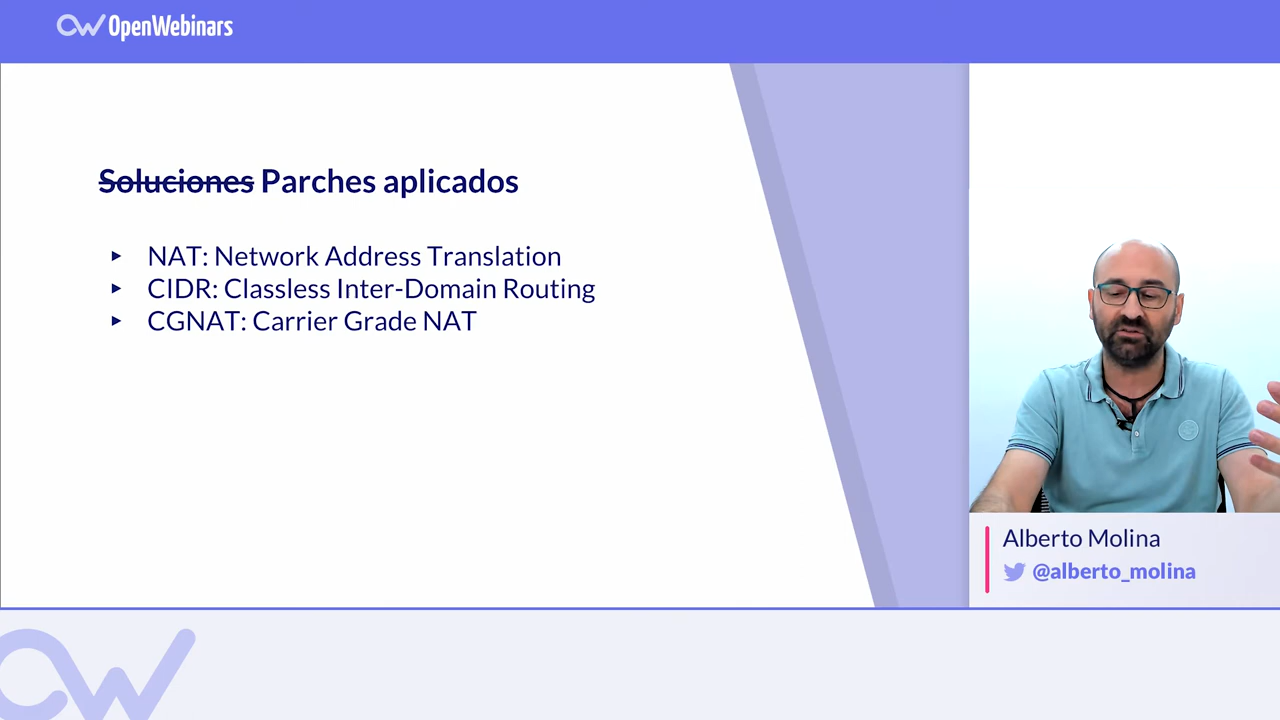 OpenWebinars
Soluciones Parches aplicados
▸ NAT: Network Address Translation
▸ CIDR: Classless Inter-Domain Routing
▸ CGNAT: Carrier Grade NAT
Alberto Molina
@alberto_molina